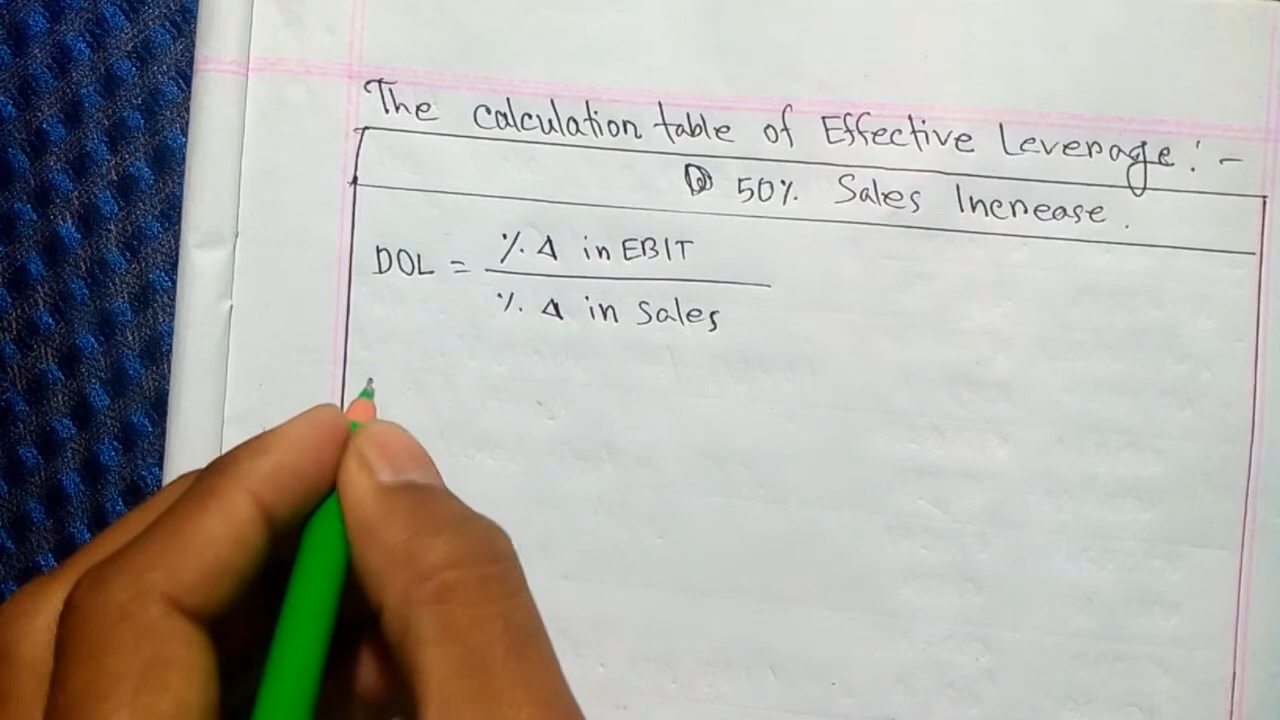 The calculation table of Effective Leverage:-
@ 50% Sales Increase.
DOL = % Δ in EBIT
% Δ in Sales